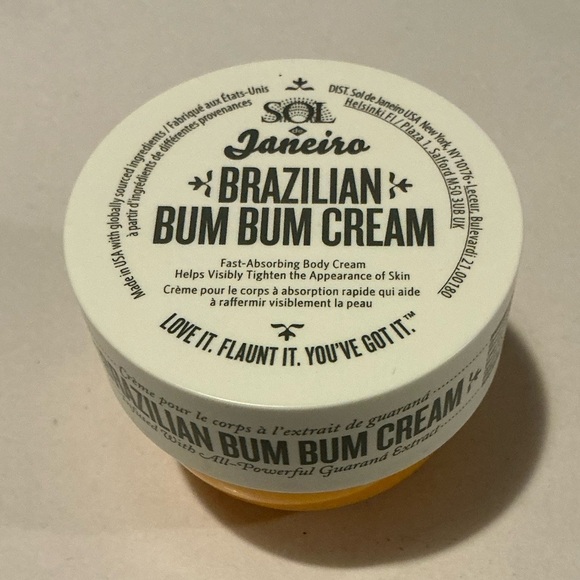 SOL
de
Janeiro
BRAZILIAN
BUM BUM CREAM
Fast-Absorbing Body Cream
Helps Visibly Tighten the Appearance of Skin
Crème pour le corps à absorption rapide qui aide
à raffermir visiblement la peau
LOVE IT. FLAUNT IT. YOU'VE GOT IT.™
Made in USA with globally sourced ingredients / Fabriqué aux États-Unis
à partir d'ingrédients de différentes provenances
DIST. Sol de Janeiro USA, New York, NY 10176 • Leceur, Bulevardi 21, 00180
Helsinki FI / Plaza 1, Salford M50 3UB UK
Crème pour le corps à l'extrait de guaraná
BRAZILIAN BUM BUM CREAM
With All-Powerful Guaraná Extract